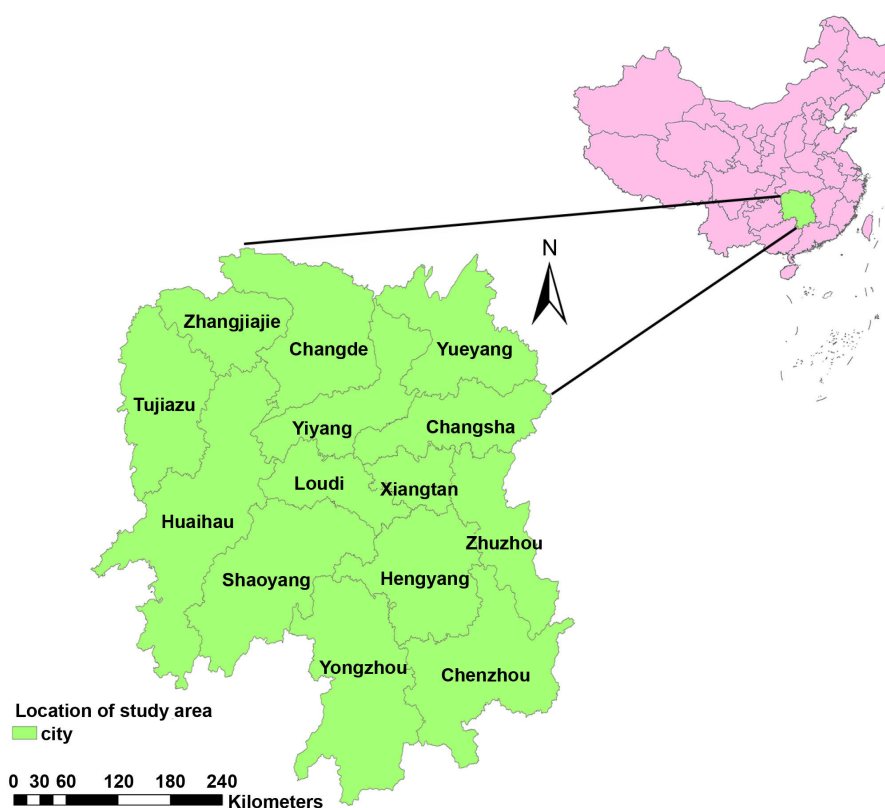 N
Zhangjiajie
Changde
Yueyang
Tujiazu
Yiyang
Changsha
Loudi
Xiangtan
Huaihau
Zhuzhou
Shaoyang
Hengyang
Yongzhou
Chenzhou
Location of study area
city
0 30 60 120 180 240
Kilometers